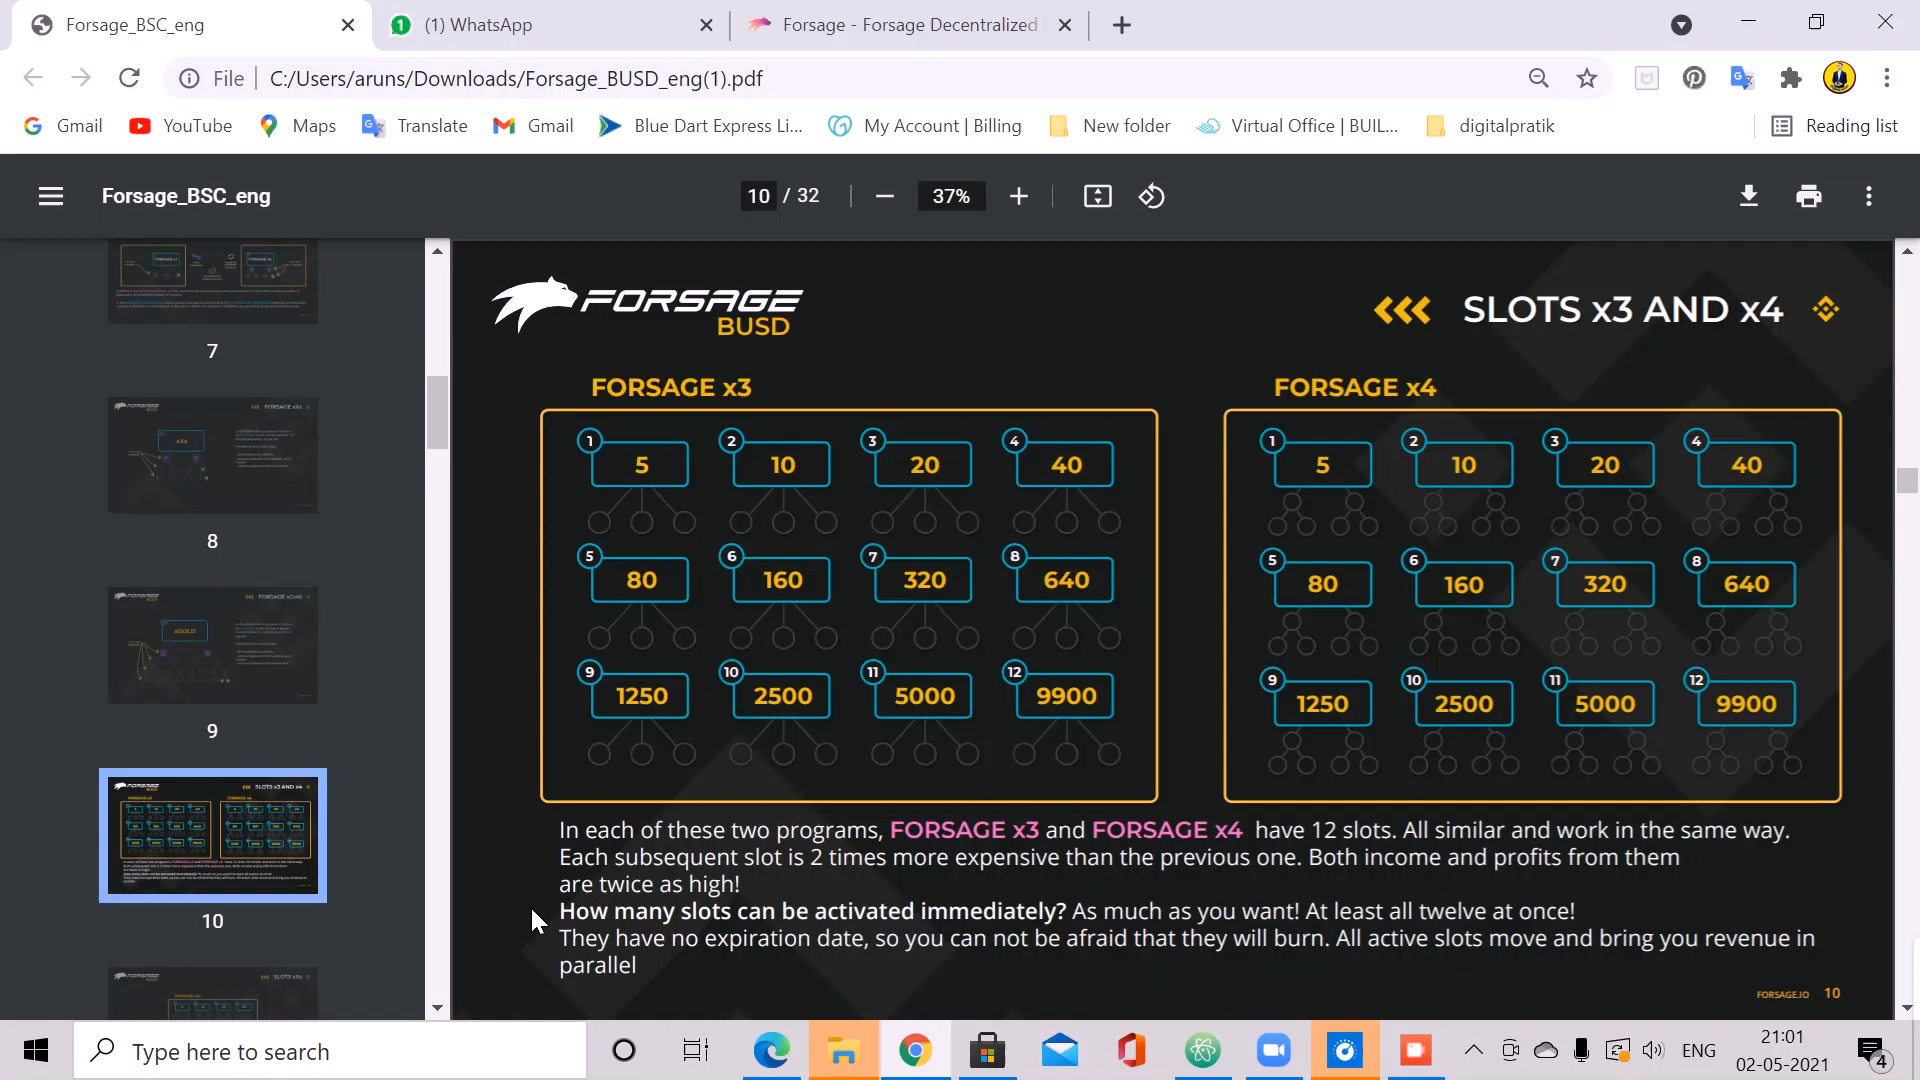 Forsage_BSC_eng
(1) WhatsApp
Forsage - Forsage Decentralized
File
C:/Users/aruns/Downloads/Forsage_BUSD_eng(1).pdf
Gmail
YouTube
Maps
Translate
Gmail
Blue Dart Express Li...
My Account | Billing
New folder
Virtual Office | BUIL...
digitalpratik
Reading list
Forsage_BSC_eng
10 / 32
37%
7
8
9
10
FORSAGE
BUSD
SLOTS x3 AND x4
FORSAGE x3
1 5
2 10
3 20
4 40
5 80
6 160
7 320
8 640
9 1250
10 2500
11 5000
12 9900
FORSAGE x4
1 5
2 10
3 20
4 40
5 80
6 160
7 320
8 640
9 1250
10 2500
11 5000
12 9900
In each of these two programs, FORSAGE x3 and FORSAGE x4 have 12 slots. All similar and work in the same way.
Each subsequent slot is 2 times more expensive than the previous one. Both income and profits from them
are twice as high!
How many slots can be activated immediately? As much as you want! At least all twelve at once!
They have no expiration date, so you can not be afraid that they will burn. All active slots move and bring you revenue in
parallel
FORSAGE.IO 10
Type here to search
ENG
21:01
02-05-2021
4